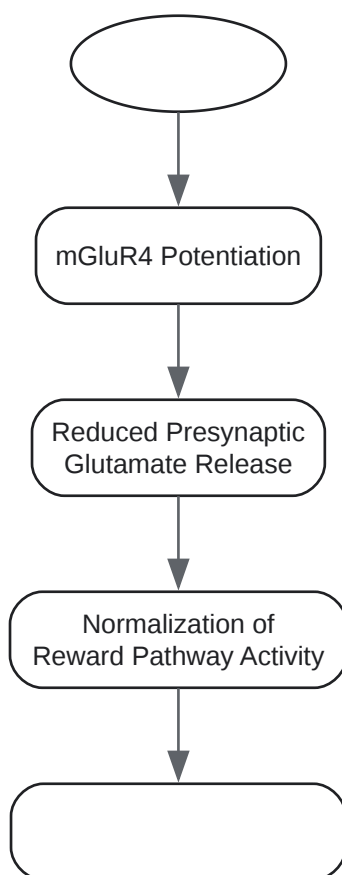 mGluR4 Potentiation
Reduced Presynaptic
Glutamate Release
Normalization of
Reward Pathway Activity